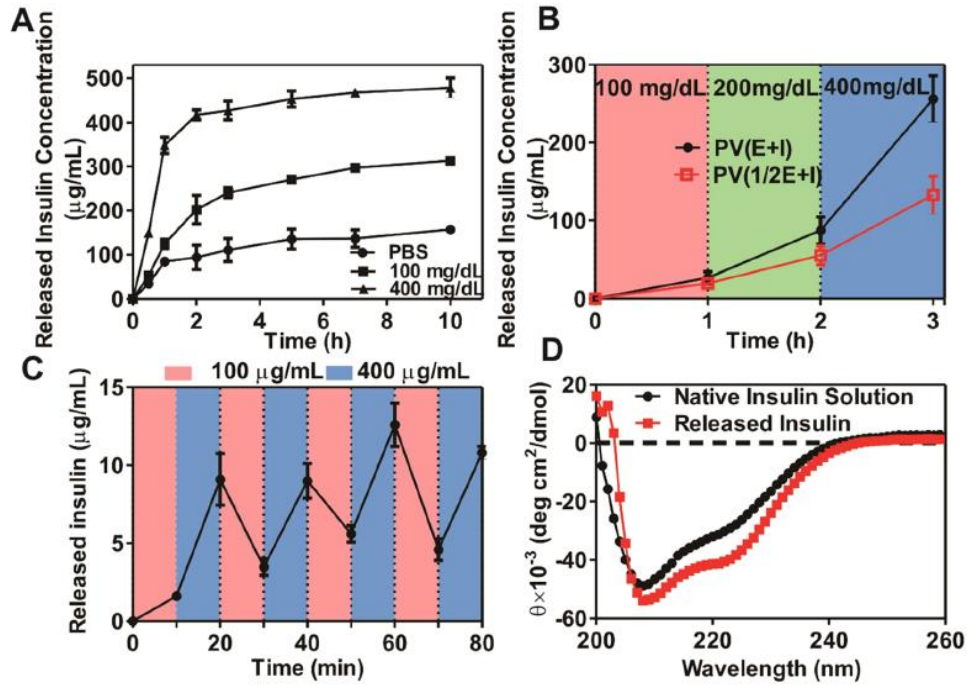 A
Released Insulin Concentration
(μg/mL)
500
400
300
200
100
0
0
2
4
6
8
10
Time (h)
PBS
100 mg/dL
400 mg/dL
B
Released Insulin Concentration
(μg/mL)
300
200
100
0
100 mg/dL
200mg/dL
400mg/dL
PV(E+I)
PV(1/2E+I)
0
1
2
3
Time (h)
C
100 μg/mL
400 μg/mL
Released insulin (μg/mL)
15
10
5
0
0
20
40
60
80
Time (min)
D
θ×10⁻³ (deg cm²/dmol)
20
0
-20
-40
-60
Native Insulin Solution
Released Insulin
200
220
240
260
Wavelength (nm)